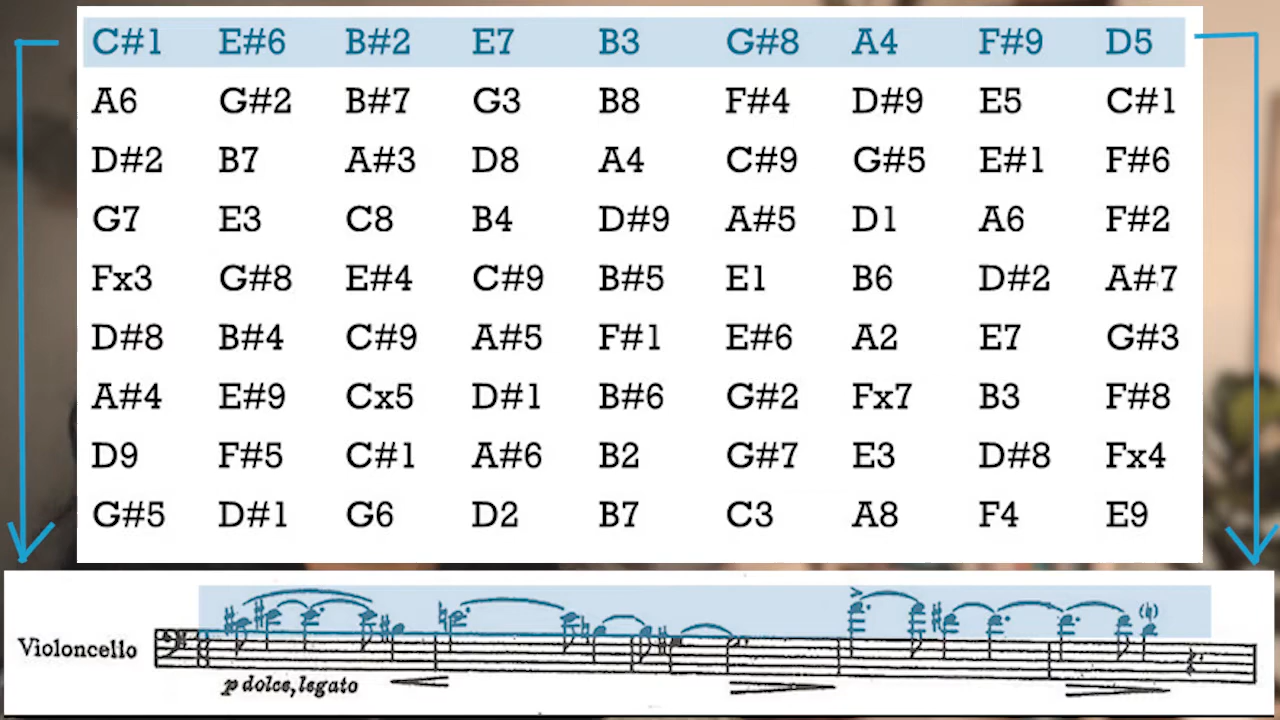 C#1 E#6 B#2 E7 B3 G#8 A4 F#9 D5
A6 G#2 B#7 G3 B8 F#4 D#9 E5 C#1
D#2 B7 A#3 D8 A4 C#9 G#5 E#1 F#6
G7 E3 C8 B4 D#9 A#5 D1 A6 F#2
Fx3 G#8 E#4 C#9 B#5 E1 B6 D#2 A#7
D#8 B#4 C#9 A#5 F#1 E#6 A2 E7 G#3
A#4 E#9 Cx5 D#1 B#6 G#2 Fx7 B3 F#8
D9 F#5 C#1 A#6 B2 G#7 E3 D#8 Fx4
G#5 D#1 G6 D2 B7 C3 A8 F4 E9
Violoncello
p dolce, legato